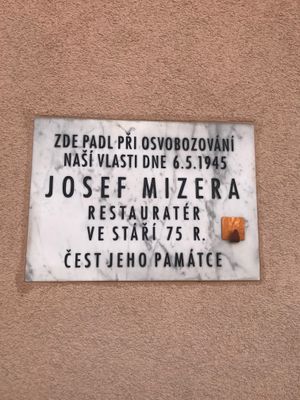 ZDE PADL PŘI OSVOBOZOVÁNÍ
NAŠÍ VLASTI DNE 6.5.1945
JOSEF MIZERA
RESTAURATÉR
VE STÁŘÍ 75 R.
ČEST JEHO PAMÁTCE